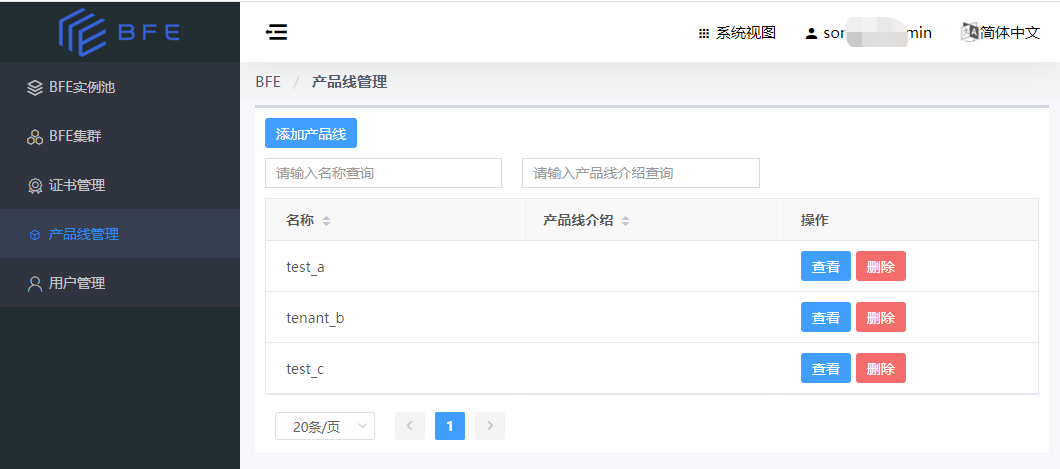 BFE
系统视图
简体中文
BFE实例池
BFE集群
证书管理
产品线管理
用户管理
BFE / 产品线管理
添加产品线
请输入名称查询 请输入产品线介绍查询
名称 产品线介绍 操作
test_a 查看 删除
tenant_b 查看 删除
test_c 查看 删除
20条/页 < 1 >